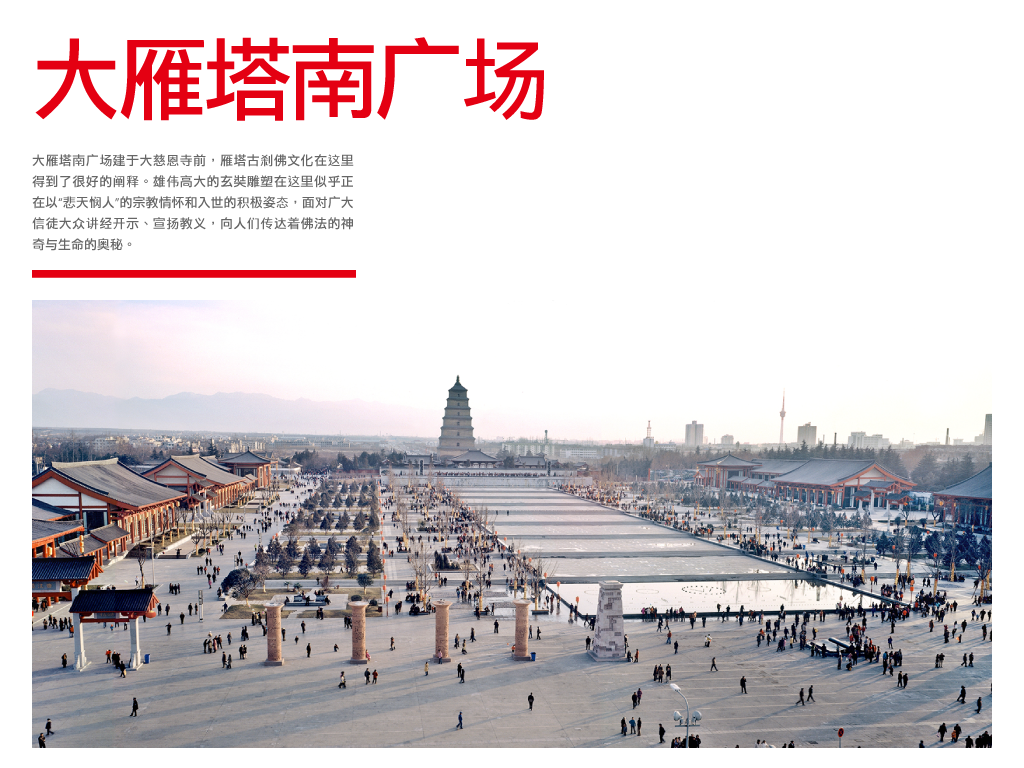 大雁塔南广场
大雁塔南广场建于大慈恩寺前，雁塔古刹佛文化在这里
得到了很好的阐释。雄伟高大的玄奘雕塑在这里似乎正
在以“悲天悯人”的宗教情怀和入世的积极姿态，面对广大
信徒大众讲经开示、宣扬教义，向人们传达着佛法的神
奇与生命的奥秘。